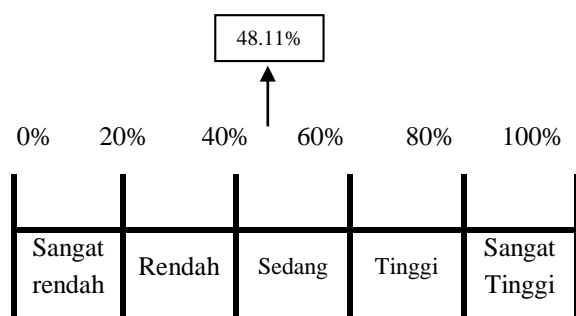 48.11%
0% 20% 40% 60% 80% 100%
Sangat rendah
Rendah
Sedang
Tinggi
Sangat Tinggi